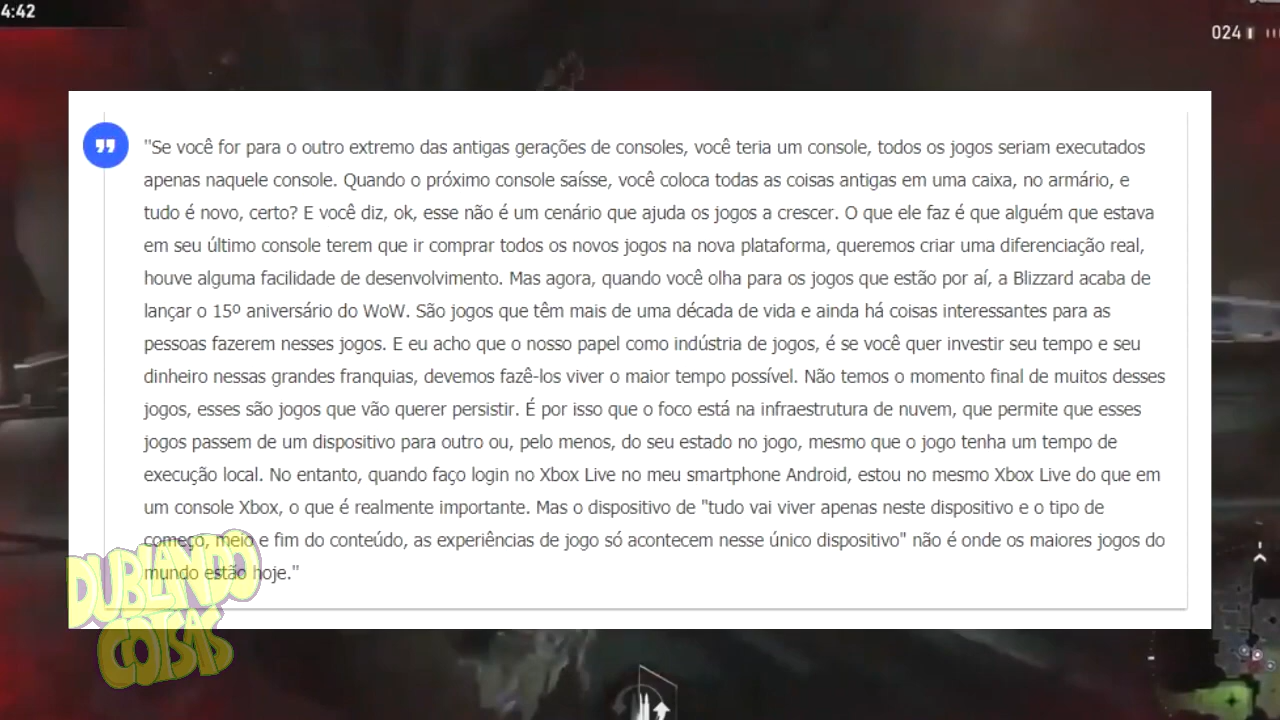 4:42
024
"Se você for para o outro extremo das antigas gerações de consoles, você teria um console, todos os jogos seriam executados
apenas naquele console. Quando o próximo console saísse, você coloca todas as coisas antigas em uma caixa, no armário, e
tudo é novo, certo? E você diz, ok, esse não é um cenário que ajuda os jogos a crescer. O que ele faz é que alguém que estava
em seu último console terem que ir comprar todos os novos jogos na nova plataforma, queremos criar uma diferenciação real,
houve alguma facilidade de desenvolvimento. Mas agora, quando você olha para os jogos que estão por aí, a Blizzard acaba de
lançar o 15º aniversário do WoW. São jogos que têm mais de uma década de vida e ainda há coisas interessantes para as
pessoas fazerem nesses jogos. E eu acho que o nosso papel como indústria de jogos, é se você quer investir seu tempo e seu
dinheiro nessas grandes franquias, devemos fazê-los viver o maior tempo possível. Não temos o momento final de muitos desses
jogos, esses são jogos que vão querer persistir. É por isso que o foco está na infraestrutura de nuvem, que permite que esses
jogos passem de um dispositivo para outro ou, pelo menos, do seu estado no jogo, mesmo que o jogo tenha um tempo de
execução local. No entanto, quando faço login no Xbox Live no meu smartphone Android, estou no mesmo Xbox Live do que em
um console Xbox, o que é realmente importante. Mas o dispositivo de "tudo vai viver apenas neste dispositivo e o tipo de
começo, meio e fim do conteúdo, as experiências de jogo só acontecem nesse único dispositivo" não é onde os maiores jogos do
mundo estão hoje."
DUBLANDO
COISAS